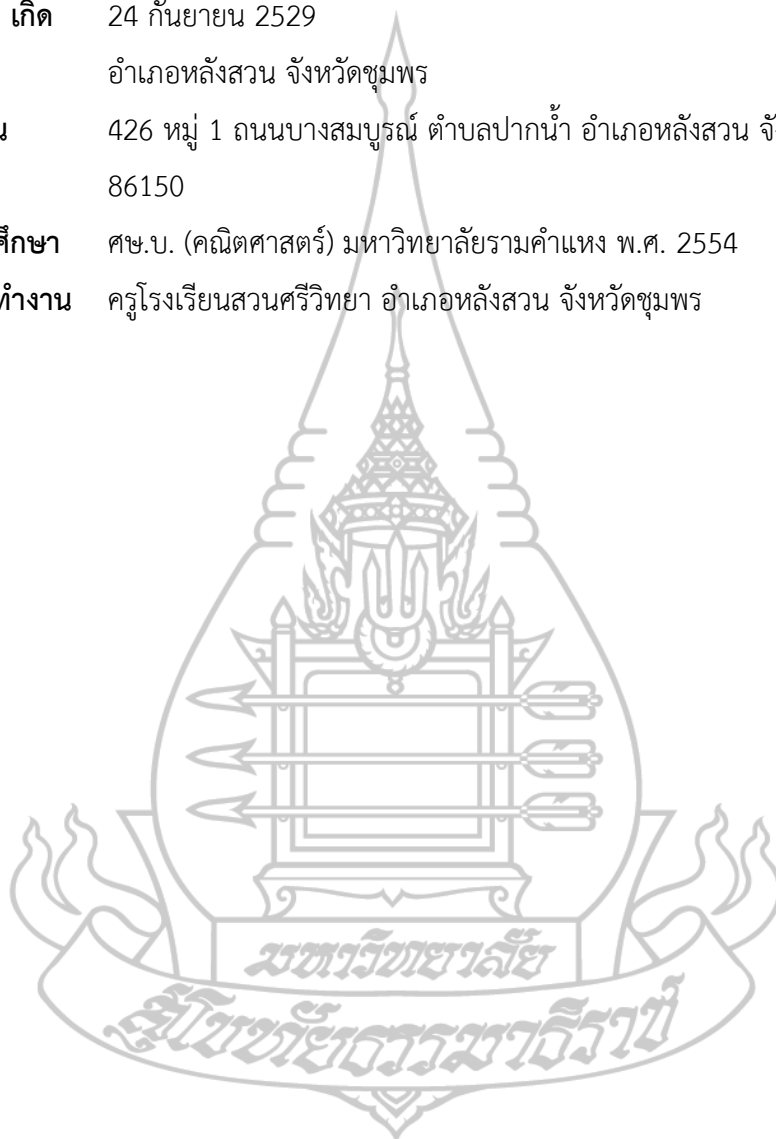 เกิด 24 กันยายน 2529
อำเภอหลังสวน จังหวัดชุมพร
426 หมู่ 1 ถนนบางสมบูรณ์ ตำบลปากน้ำ อำเภอหลังสวน
86150
ศึกษา ศษ.บ. (คณิตศาสตร์) มหาวิทยาลัยรามคำแหง พ.ศ. 2554
ทำงาน ครูโรงเรียนสวนศรีวิทยา อำเภอหลังสวน จังหวัดชุมพร
มหาวิทยาลัย
สุโขทัยธรรมาธิราช